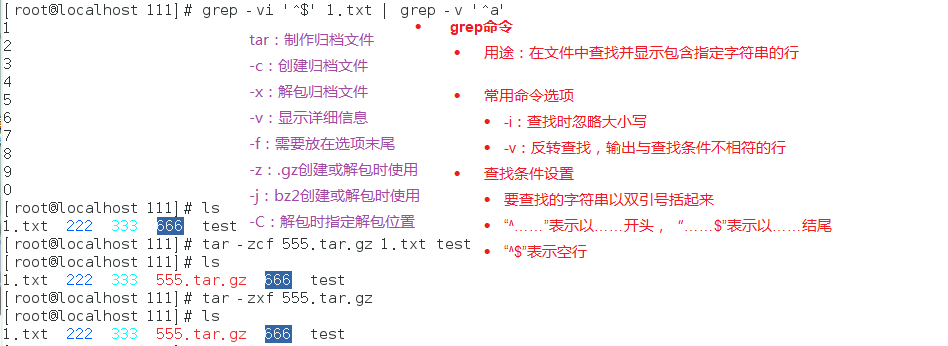 [root@localhost 111]# grep -vi '^$' 1.txt | grep -v '^a'
1
2
3
4
5
6
7
8
9
0
[root@localhost 111]# ls
1.txt 222 333 666 test
[root@localhost 111]# tar -zcf 555.tar.gz 1.txt test
[root@localhost 111]# ls
1.txt 222 333 555.tar.gz 666 test
[root@localhost 111]# tar -zxf 555.tar.gz
[root@localhost 111]# ls
1.txt 222 333 555.tar.gz 666 test
tar：制作归档文件
-c：创建归档文件
-x：解包归档文件
-v：显示详细信息
-f：需要放在选项末尾
-z：.gz创建或解包时使用
-j：bz2创建或解包时使用
-C：解包时指定解包位置
• grep命令
• 用途：在文件中查找并显示包含指定字符串的行
• 常用命令选项
• -i：查找时忽略大小写
• -v：反转查找，输出与查找条件不相符的行
• 查找条件设置
• 要查找的字符串以双引号括起来
• “^……”表示以……开头，“……$”表示以……结尾
• “^$”表示空行